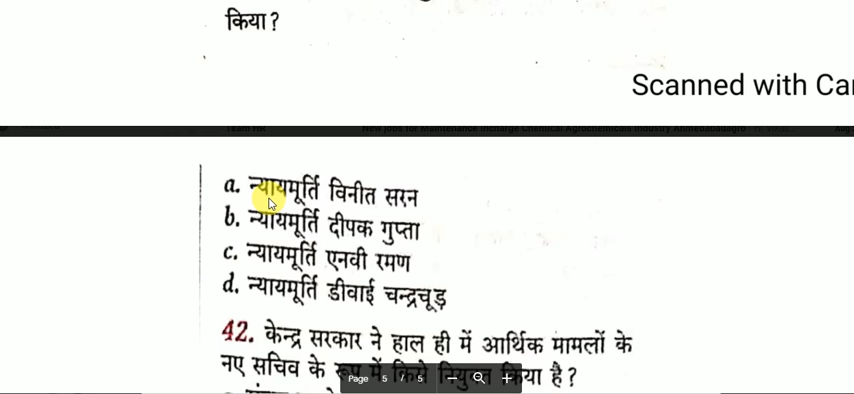 किया?
Scanned with Ca
a. न्यायमूर्ति विनीत सरन
b. न्यायमूर्ति दीपक गुप्ता
c. न्यायमूर्ति एनवी रमण
d. न्यायमूर्ति डीवाई चन्द्रचूड़
42. केन्द्र सरकार ने हाल ही में आर्थिक मामलों के
नए सचिव के रूप में किसे नियुक्त किया है?
Page 5 / 5